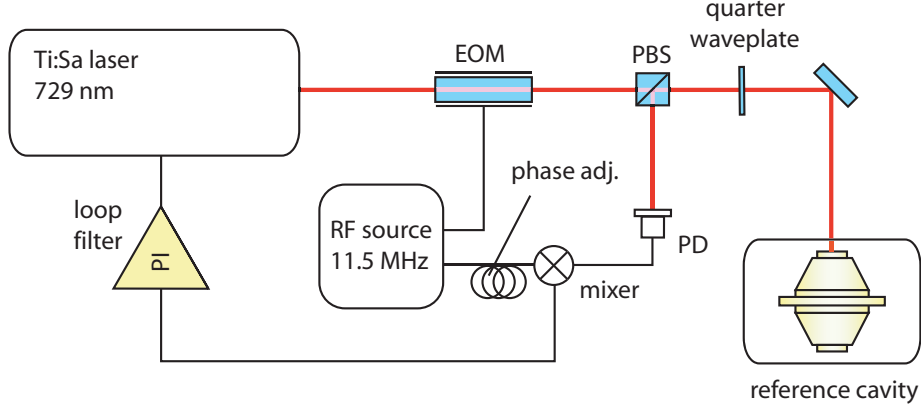 quarter
waveplate
Ti:Sa laser
729 nm
EOM
PBS
phase adj.
loop
filter
PI
RF source
11.5 MHz
PD
mixer
reference cavity